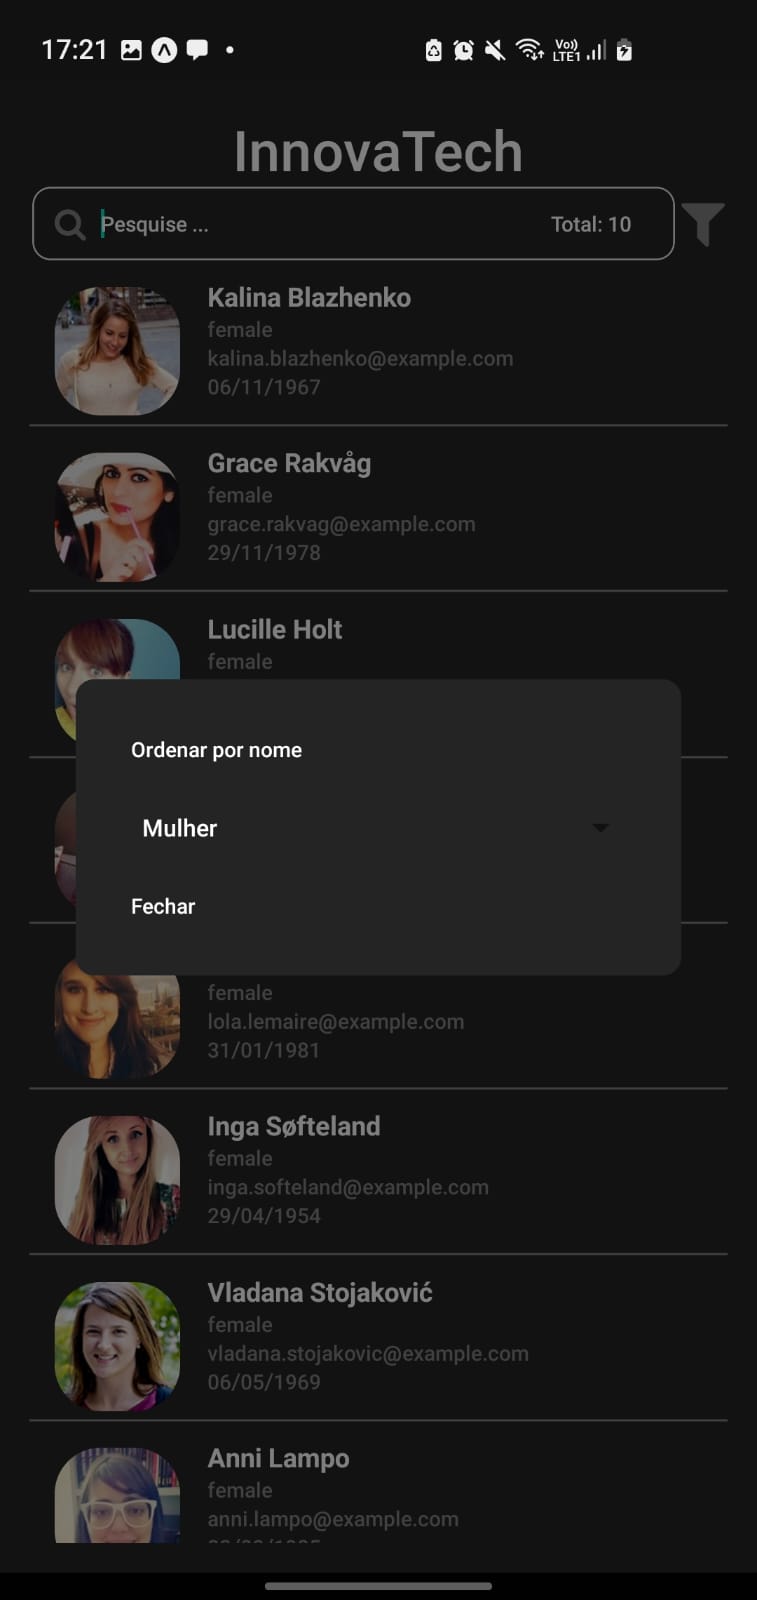 17:21 Vo)) LTE1
InnovaTech
Pesquise ... Total: 10
Kalina Blazhenko
female
kalina.blazhenko@example.com
06/11/1967
Grace Rakvåg
female
grace.rakvag@example.com
29/11/1978
Lucille Holt
female
Ordenar por nome
Mulher
Fechar
female
lola.lemaire@example.com
31/01/1981
Inga Søfteland
female
inga.softeland@example.com
29/04/1954
Vladana Stojaković
female
vladana.stojakovic@example.com
06/05/1969
Anni Lampo
female
anni.lampo@example.com